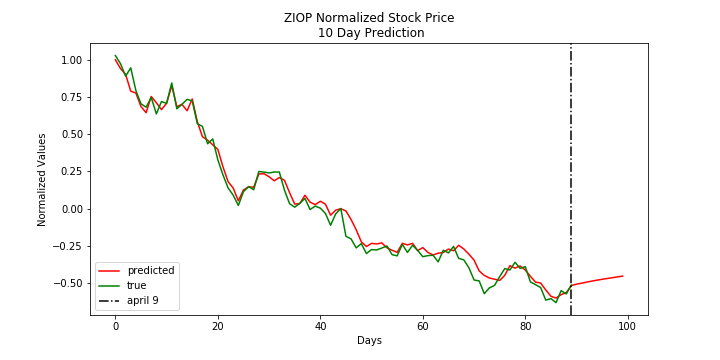 ZIOP Normalized Stock Price
10 Day Prediction
Normalized Values
1.00
0.75
0.50
0.25
0.00
−0.25
−0.50
predicted
true
april 9
0
20
40
60
80
100
Days